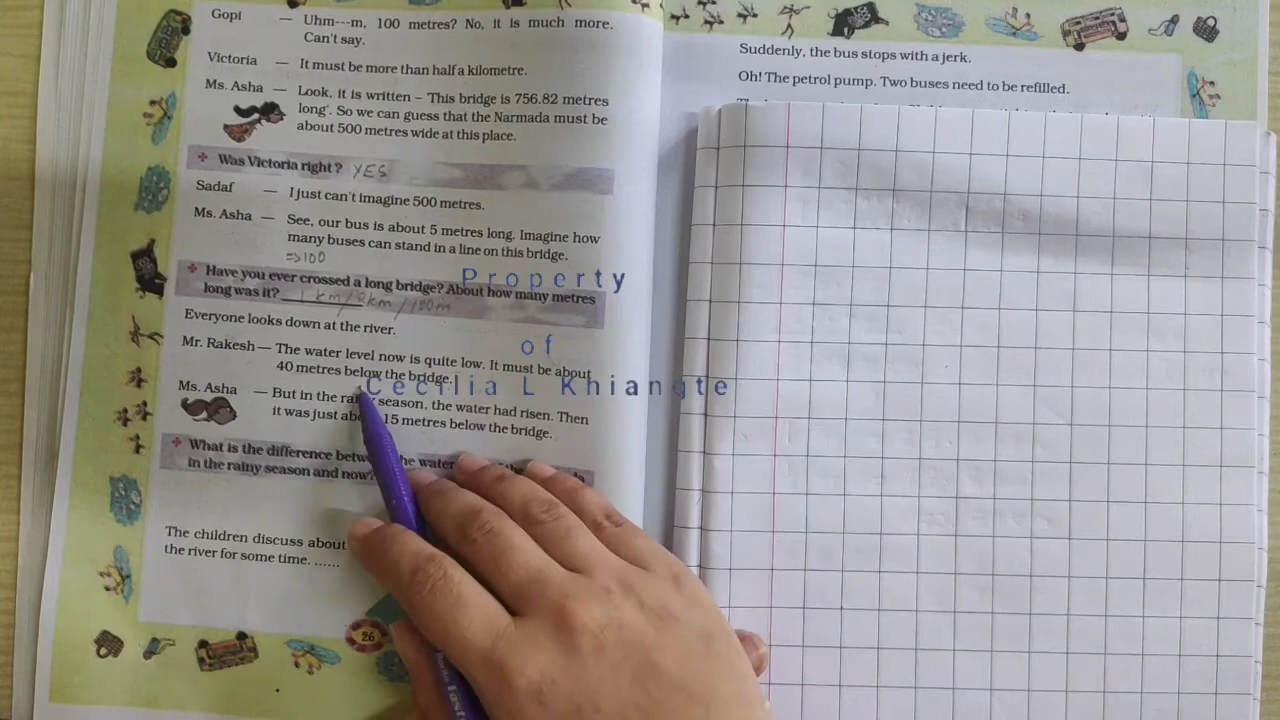 Gopi — Uhm---m, 100 metres? No, it is much more.
Can't say.
Victoria — It must be more than half a kilometre.
Ms. Asha — Look, it is written – This bridge is 756.82 metres
long'. So we can guess that the Narmada must be
about 500 metres wide at this place.
Was Victoria right? YES
Sadaf — I just can't imagine 500 metres.
Ms. Asha — See, our bus is about 5 metres long. Imagine how
many buses can stand in a line on this bridge.
=>100
Have you ever crossed a long bridge? About how many metres
long was it? 1 km/2km/100m
Everyone looks down at the river.
Mr. Rakesh — The water level now is quite low. It must be about
40 metres below the bridge.
Ms. Asha — But in the season, the water had risen. Then
it was just 15 metres below the bridge.
What is the difference the water
in the rainy season and now?
The children discuss about
the river for some time. ......
26
Suddenly, the bus stops with a jerk.
Oh! The petrol pump. Two buses need to be refilled.
Property
of
Cecilia L Khiangte